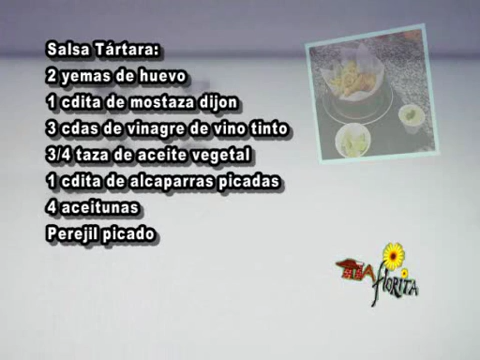 Salsa Tártara:
2 yemas de huevo
1 cdita de mostaza dijon
3 cdas de vinagre de vino tinto
3/4 taza de aceite vegetal
1 cdita de alcaparras picadas
4 aceitunas
Perejil picado
florita